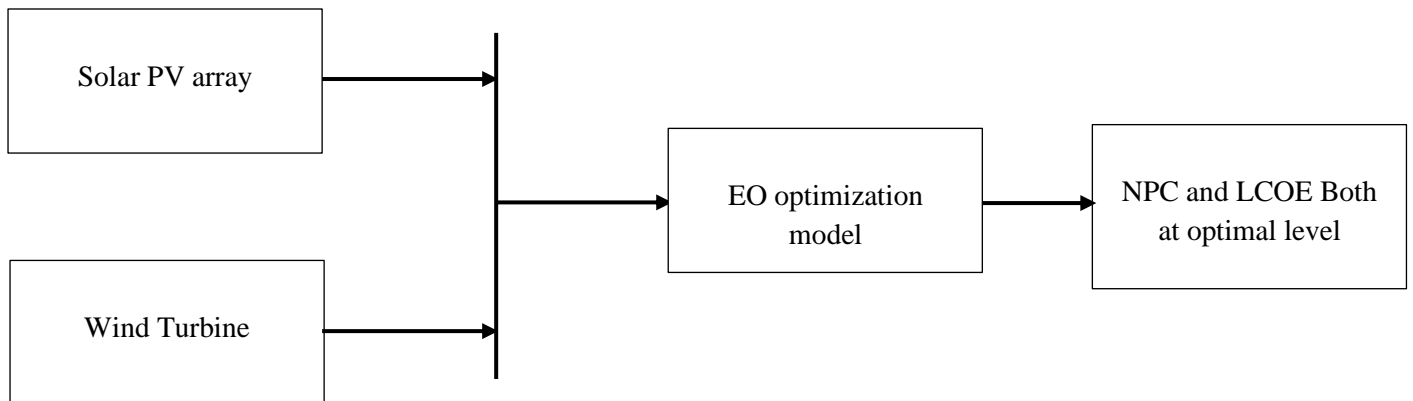 Solar PV array
Wind Turbine
EO optimization
model
NPC and LCOE Both
at optimal level